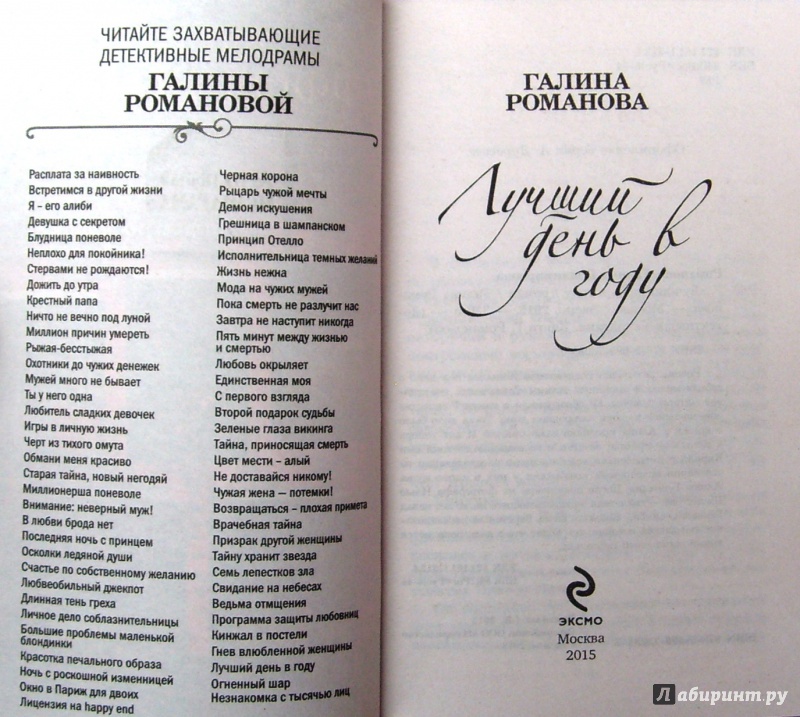 ЧИТАЙТЕ ЗАХВАТЫВАЮЩИЕ
ДЕТЕКТИВНЫЕ МЕЛОДРАМЫ
ГАЛИНЫ
РОМАНОВОЙ
Расплата за наивность
Встретимся в другой жизни
Я – его алиби
Девушка с секретом
Блудница поневоле
Неплохо для покойника!
Стервами не рождаются!
Дожить до утра
Крестный папа
Ничто не вечно под луной
Миллион причин умереть
Рыжая-бесстыжая
Охотники до чужих денежек
Мужей много не бывает
Ты у него одна
Любитель сладких девочек
Игры в личную жизнь
Черт из тихого омута
Обмани меня красиво
Старая тайна, новый негодяй
Миллионерша поневоле
Внимание: неверный муж!
В любви брода нет
Последняя ночь с принцем
Осколки ледяной души
Счастье по собственному желанию
Любвеобильный джекпот
Длинная тень греха
Личное дело соблазнительницы
Большие проблемы маленькой
блондинки
Красотка печального образа
Ночь с роскошной изменницей
Окно в Париж для двоих
Лицензия на happy end
Черная корона
Рыцарь чужой мечты
Демон искушения
Грешница в шампанском
Принцип Отелло
Исполнительница темных желаний
Жизнь нежна
Мода на чужих мужей
Пока смерть не разлучит нас
Завтра не наступит никогда
Пять минут между жизнью
и смертью
Любовь окрыляет
Единственная моя
С первого взгляда
Второй подарок судьбы
Зеленые глаза викинга
Тайна, приносящая смерть
Цвет мести – алый
Не доставайся никому!
Чужая жена — потемки!
Возвращаться – плохая примета
Врачебная тайна
Призрак другой женщины
Тайну хранит звезда
Семь лепестков зла
Свидание на небесах
Ведьма отмщения
Программа защиты любовниц
Кинжал в постели
Гнев влюбленной женщины
Лучший день в году
Огненный шар
Незнакомка с тысячью лиц
ГАЛИНА
РОМАНОВА
Лучший
день в
году
ЭКСМО
Москва
2015
Лабиринт.ру